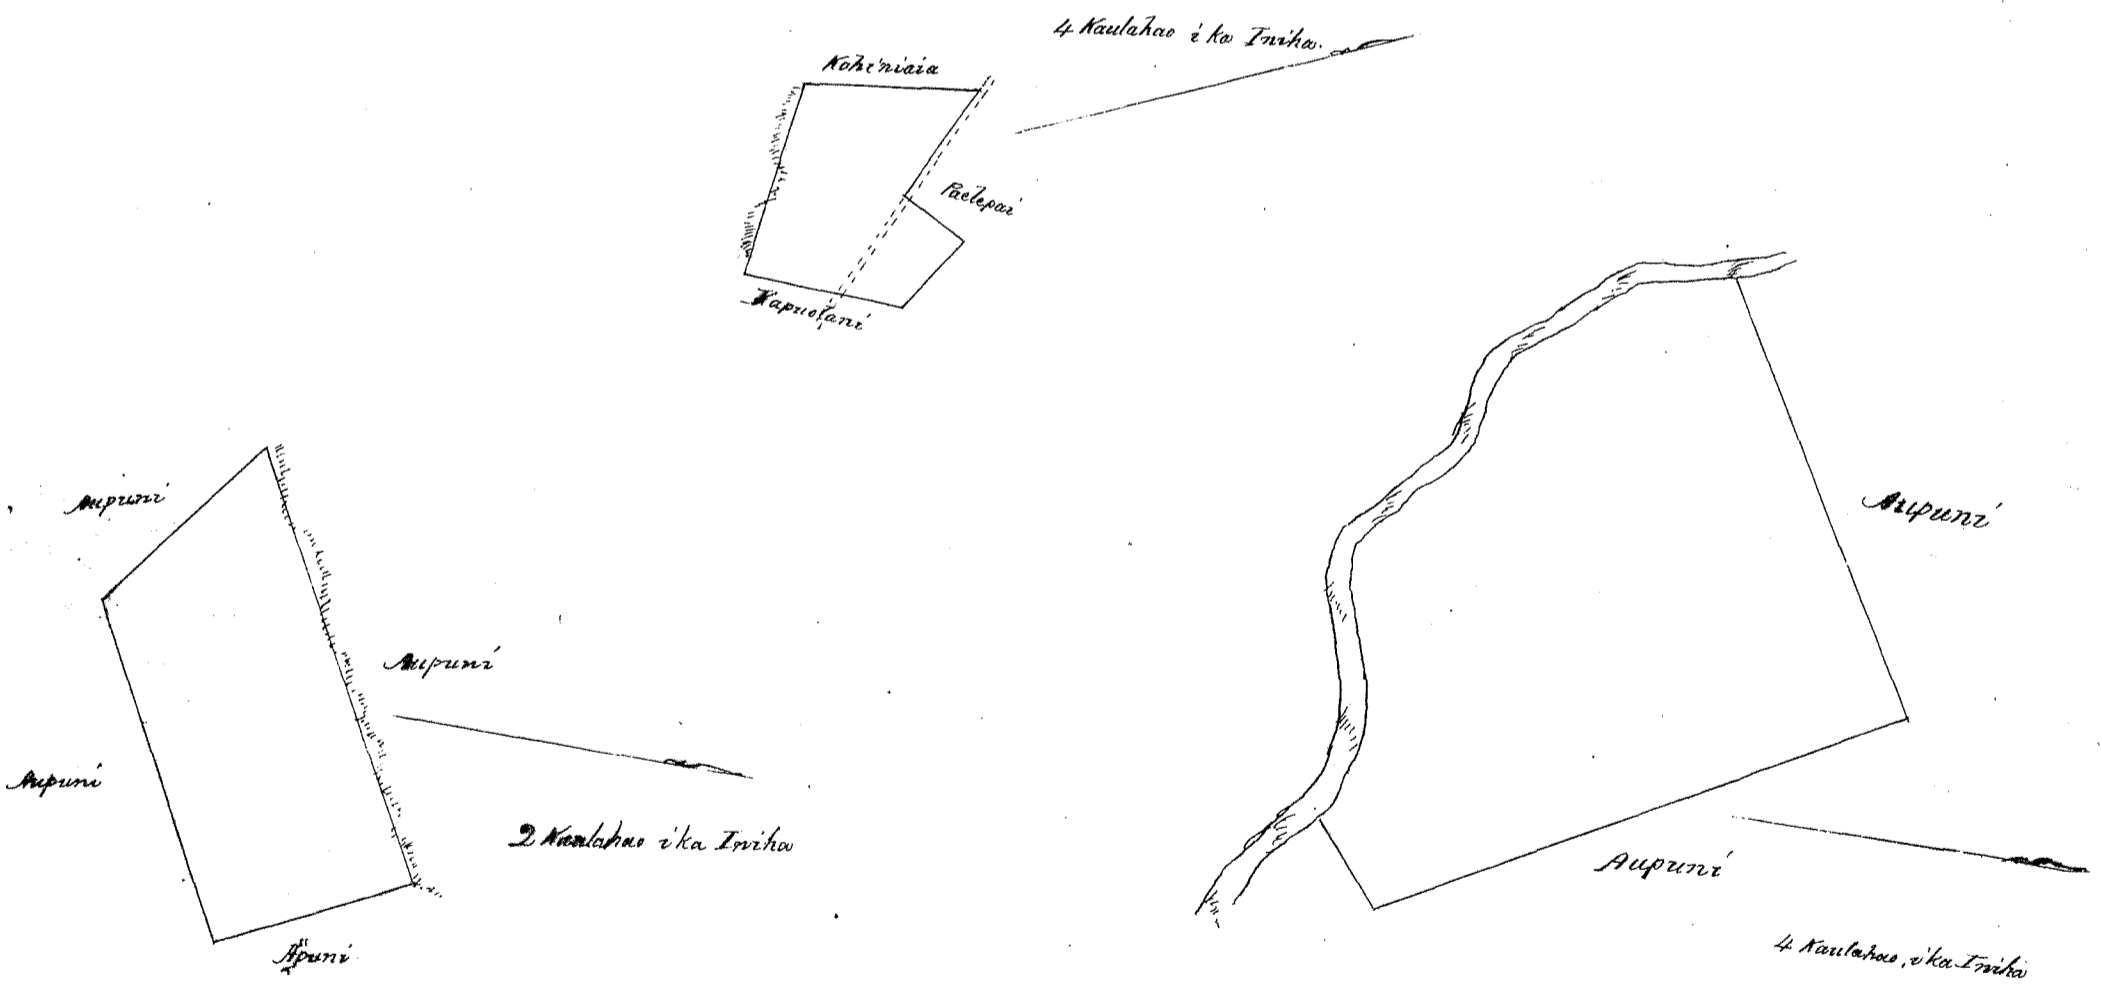 4 Kaulahao i ka Iniha.
Kohiniaia
Paelepai
Kapiolani
Aupuni
Aupuni
Aupuni
Aupuni
2 Kaulahao i ka Iniha
Aupuni
Apuni
4 Kaulahao i ka Iniha